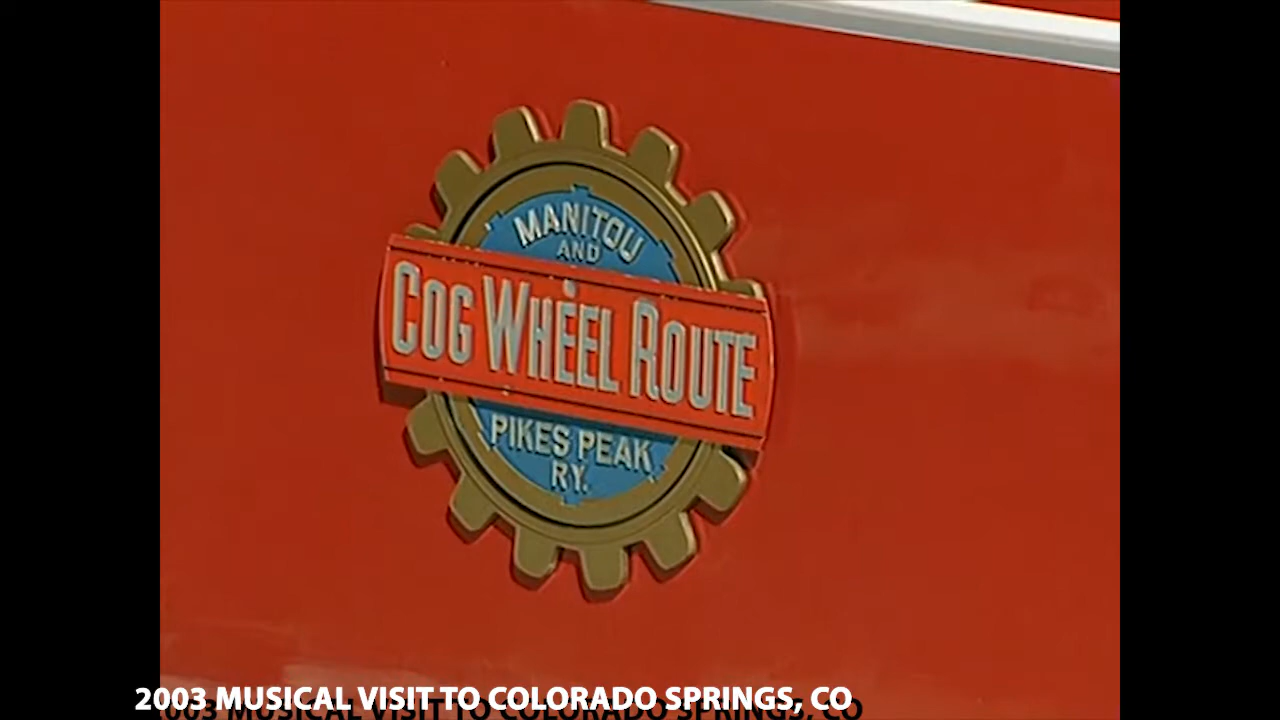 MANITOU
AND
COG WHEEL ROUTE
PIKES PEAK
RY.
2003 MUSICAL VISIT TO COLORADO SPRINGS, CO